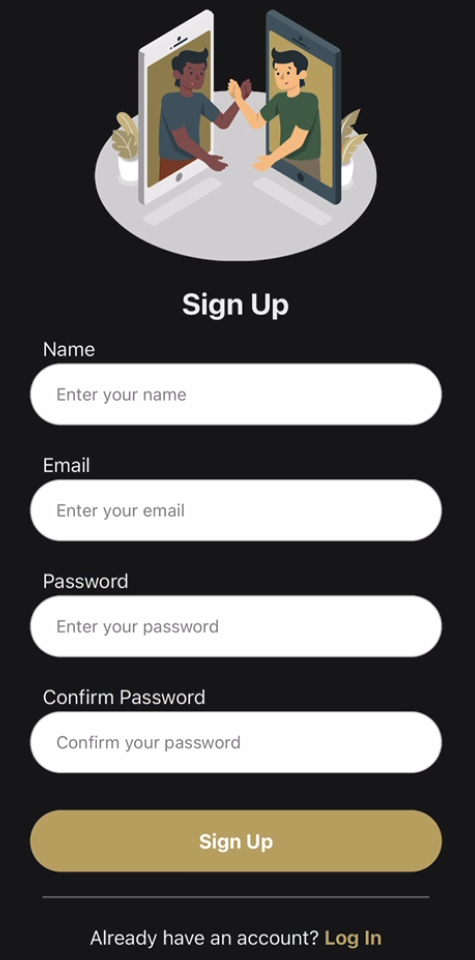 Sign Up
Name
Enter your name
Email
Enter your email
Password
Enter your password
Confirm Password
Confirm your password
Sign Up
Already have an account? Log In